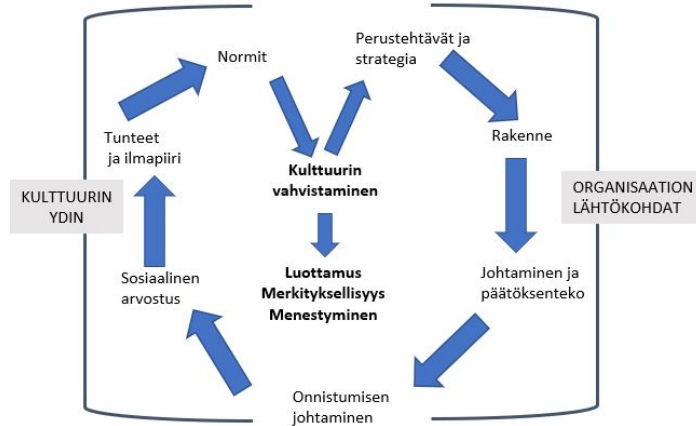 Perustehtävät ja
strategia
Normit
Rakenne
Tunteet
ja ilmapiiri
Kulttuurin
vahvistaminen
KULTTUURIN
YDIN
ORGANISAATION
LÄHTÖKOHDAT
Sosiaalinen
arvostus
Luottamus
Merkityksellisyys
Menestyminen
Johtaminen ja
päätöksenteko
Onnistumisen
johtaminen